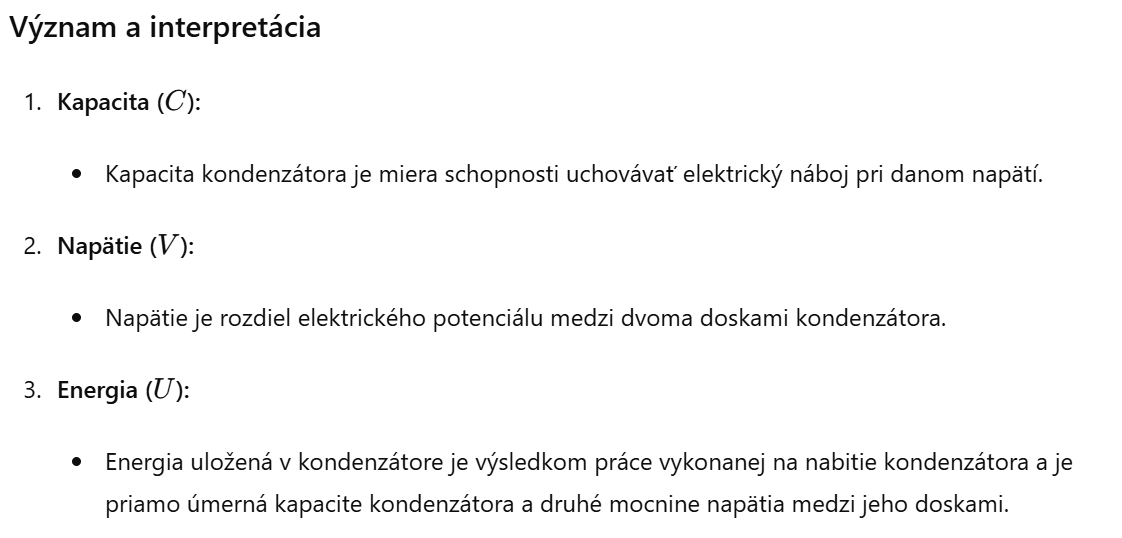 Význam a interpretácia
1. Kapacita (C):
• Kapacita kondenzátora je miera schopnosti uchovávať elektrický náboj pri danom napätí.
2. Napätie (V):
• Napätie je rozdiel elektrického potenciálu medzi dvoma doskami kondenzátora.
3. Energia (U):
• Energia uložená v kondenzátore je výsledkom práce vykonanej na nabitie kondenzátora a je
priamo úmerná kapacite kondenzátora a druhé mocnine napätia medzi jeho doskami.